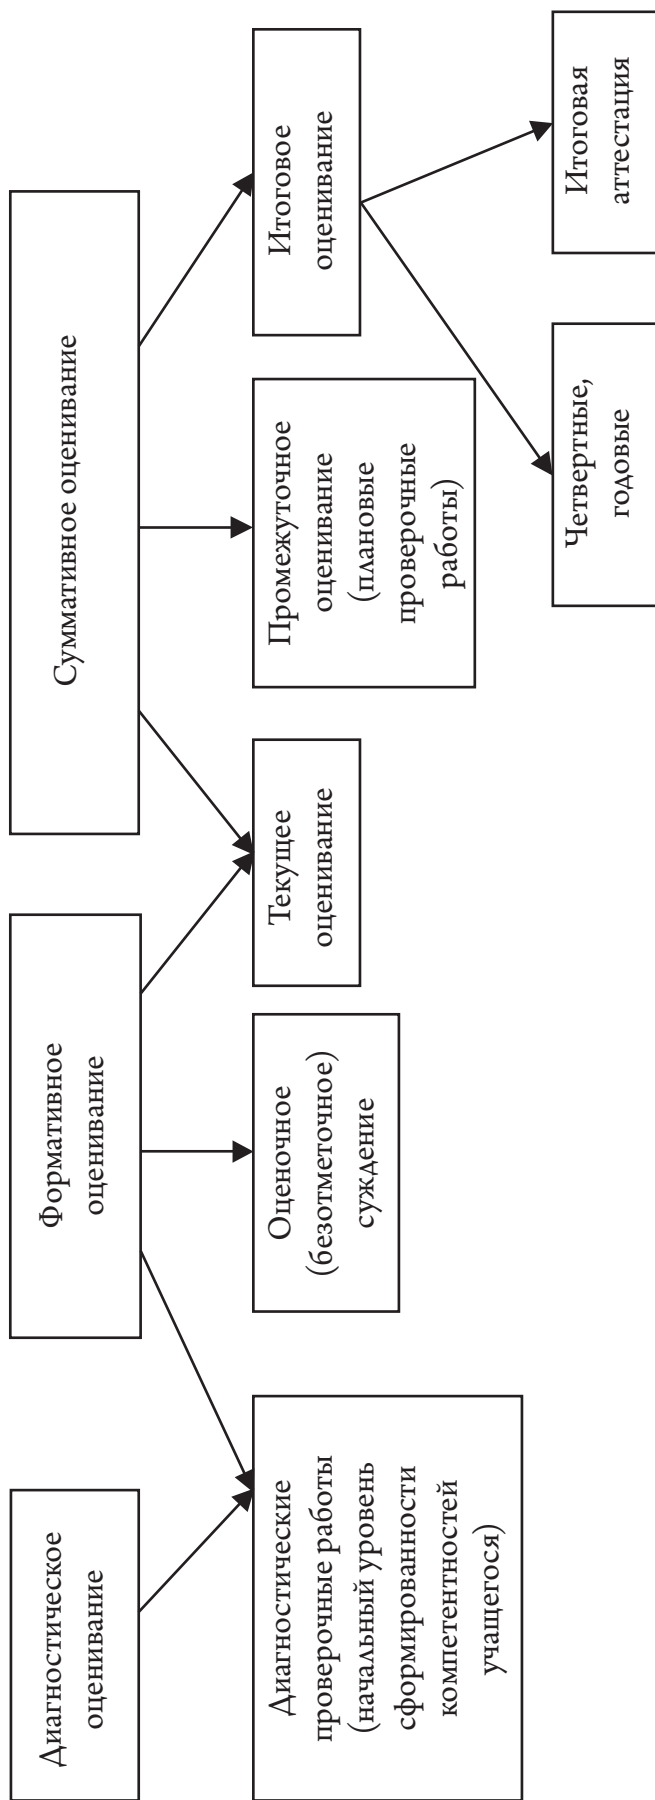 Диагностическое
оценивание
Формативное
оценивание
Суммативное оценивание
Диагностические
проверочные работы
(начальный уровень
сформированности
компетентностей
учащегося)
Оценочное
(безотметочное)
суждение
Текущее
оценивание
Промежуточное
оценивание
(плановые
проверочные
работы)
Итоговое
оценивание
Четвертные,
годовые
Итоговая
аттестация